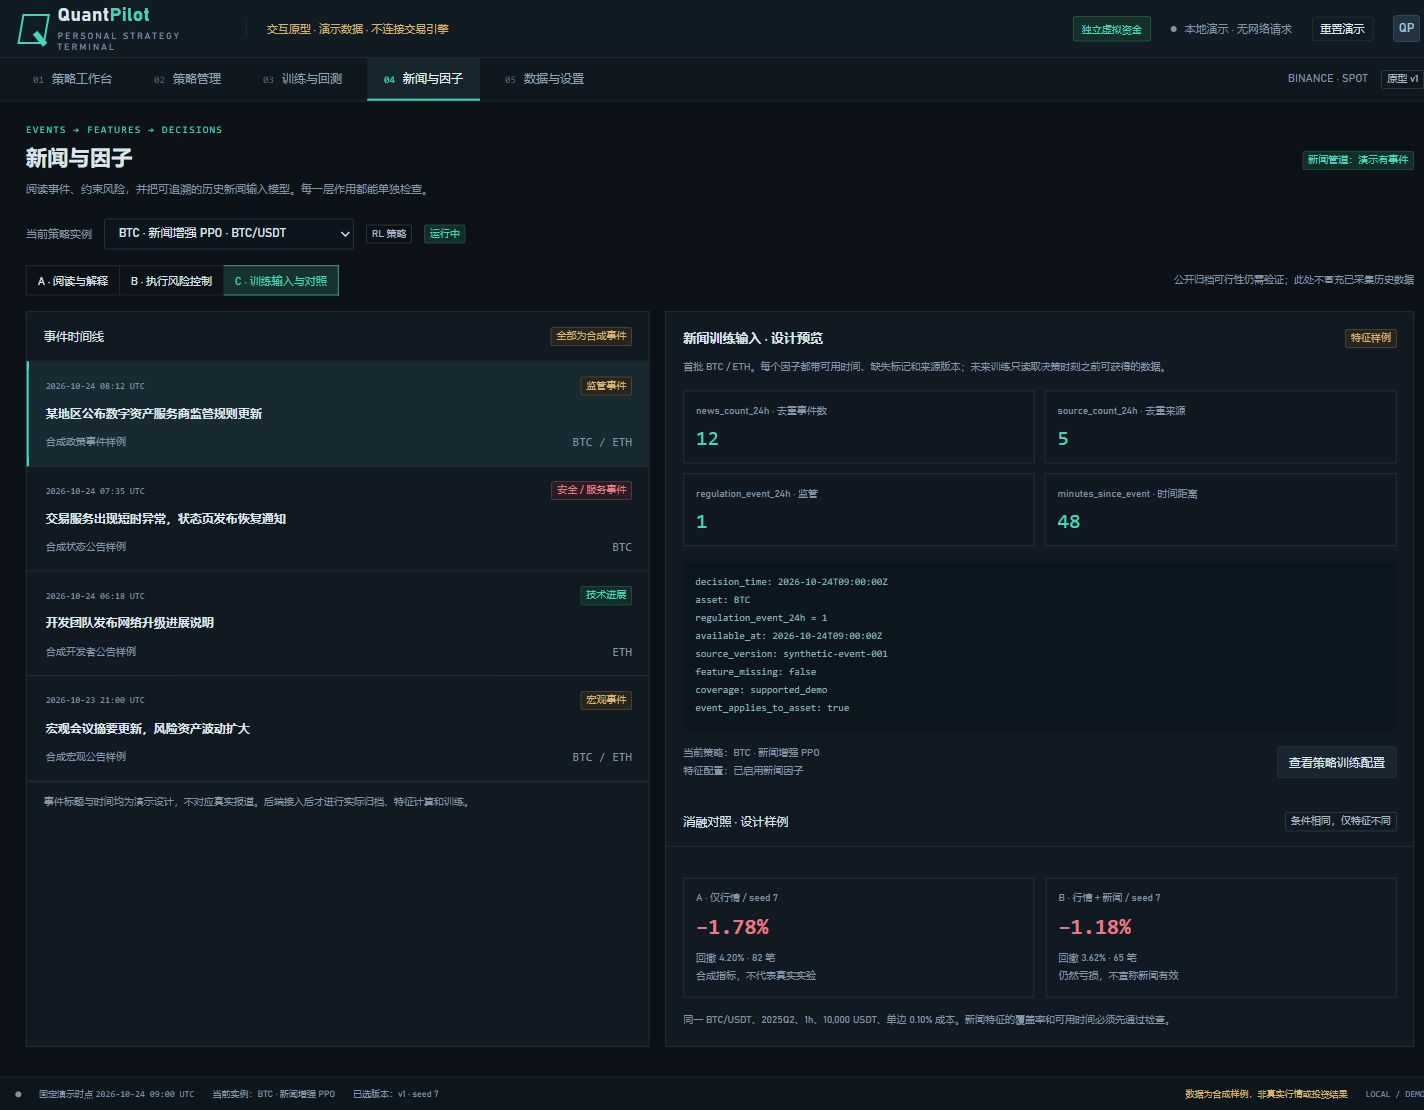 QuantPilot
PERSONAL STRATEGY
TERMINAL
交互原型 · 演示数据 · 不连接交易引擎
独立虚拟资金
本地演示 · 无网络请求
重置演示
QP
01 策略工作台
02 策略管理
03 训练与回测
04 新闻与因子
05 数据与设置
BINANCE · SPOT
原型 v1
EVENTS → FEATURES → DECISIONS
新闻与因子
新闻管道：演示有事件
阅读事件、约束风险，并把可追溯的历史新闻输入模型。每一层作用都能单独检查。
当前策略实例
BTC · 新闻增强 PPO · BTC/USDT
RL 策略
运行中
A · 阅读与解释
B · 执行风险控制
C · 训练输入与对照
公开归档可行性仍需验证；此处不冒充已采集历史数据
事件时间线
全部为合成事件
2026-10-24 08:12 UTC
监管事件
某地区公布数字资产服务商监管规则更新
合成政策事件样例
BTC / ETH
2026-10-24 07:35 UTC
安全 / 服务事件
交易服务出现短时异常，状态页发布恢复通知
合成状态公告样例
BTC
2026-10-24 06:18 UTC
技术进展
开发团队发布网络升级进展说明
合成开发者公告样例
ETH
2026-10-23 21:00 UTC
宏观事件
宏观会议摘要更新，风险资产波动扩大
合成宏观公告样例
BTC / ETH
事件标题与时间均为演示设计，不对应真实报道。后端接入后才进行实际归档、特征计算和训练。
新闻训练输入 · 设计预览
特征样例
首批 BTC / ETH。每个因子都带可用时间、缺失标记和来源版本；未来训练只读取决策时刻之前可获得的数据。
news_count_24h · 去重事件数
12
source_count_24h · 去重来源
5
regulation_event_24h · 监管
1
minutes_since_event · 时间距离
48
decision_time: 2026-10-24T09:00:00Z
asset: BTC
regulation_event_24h = 1
available_at: 2026-10-24T09:00:00Z
source_version: synthetic-event-001
feature_missing: false
coverage: supported_demo
event_applies_to_asset: true
当前策略：BTC · 新闻增强 PPO
特征配置：已启用新闻因子
查看策略训练配置
消融对照 · 设计样例
条件相同，仅特征不同
A · 仅行情 / seed 7
-1.78%
回撤 4.20% · 82 笔
合成指标，不代表真实实验
B · 行情 + 新闻 / seed 7
-1.18%
回撤 3.62% · 65 笔
仍然亏损，不宣称新闻有效
同一 BTC/USDT、2025Q2、1h、10,000 USDT、单边 0.10% 成本。新闻特征的覆盖率和可用时间必须先通过检查。
固定演示时点 2026-10-24 09:00 UTC
当前实例：BTC · 新闻增强 PPO
已选版本：v1 · seed 7
数据为合成样例，非真实行情或投资结果
LOCAL / DEMO